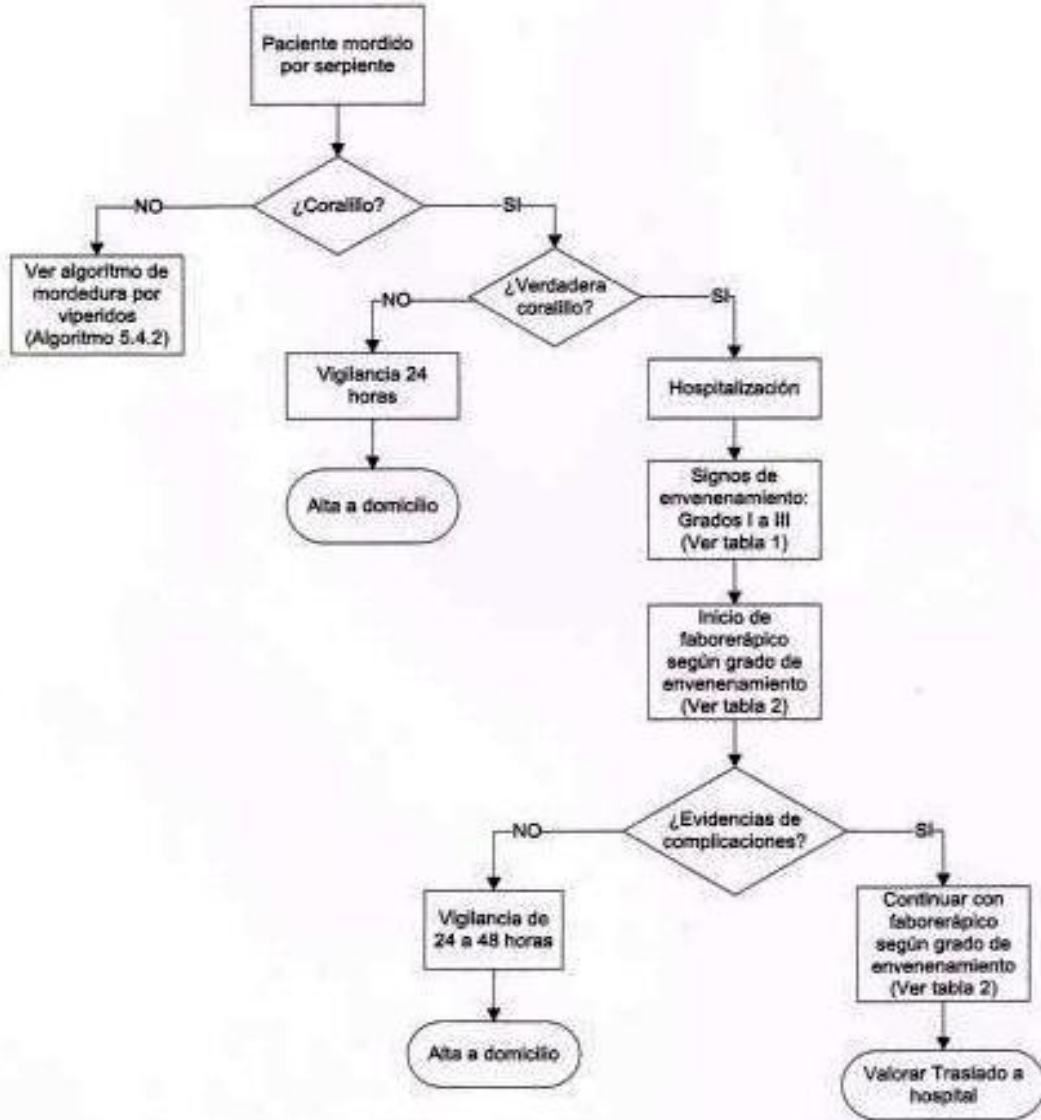 Paciente mordido
por serpiente
¿Coralillo?
NO
SI
Ver algoritmo de
mordedura por
viperidos
(Algoritmo 5.4.2)
¿Verdadera
coralillo?
NO
SI
Vigilancia 24
horas
Hospitalización
Alta a domicilio
Signos de
envenenamiento:
Grados I a III
(Ver tabla 1)
Inicio de
faborerápico
según grado de
envenenamiento
(Ver tabla 2)
¿Evidencias de
complicaciones?
NO
SI
Vigilancia de
24 a 48 horas
Continuar con
faborerápico
según grado de
envenenamiento
(Ver tabla 2)
Alta a domicilio
Valorar Traslado a
hospital